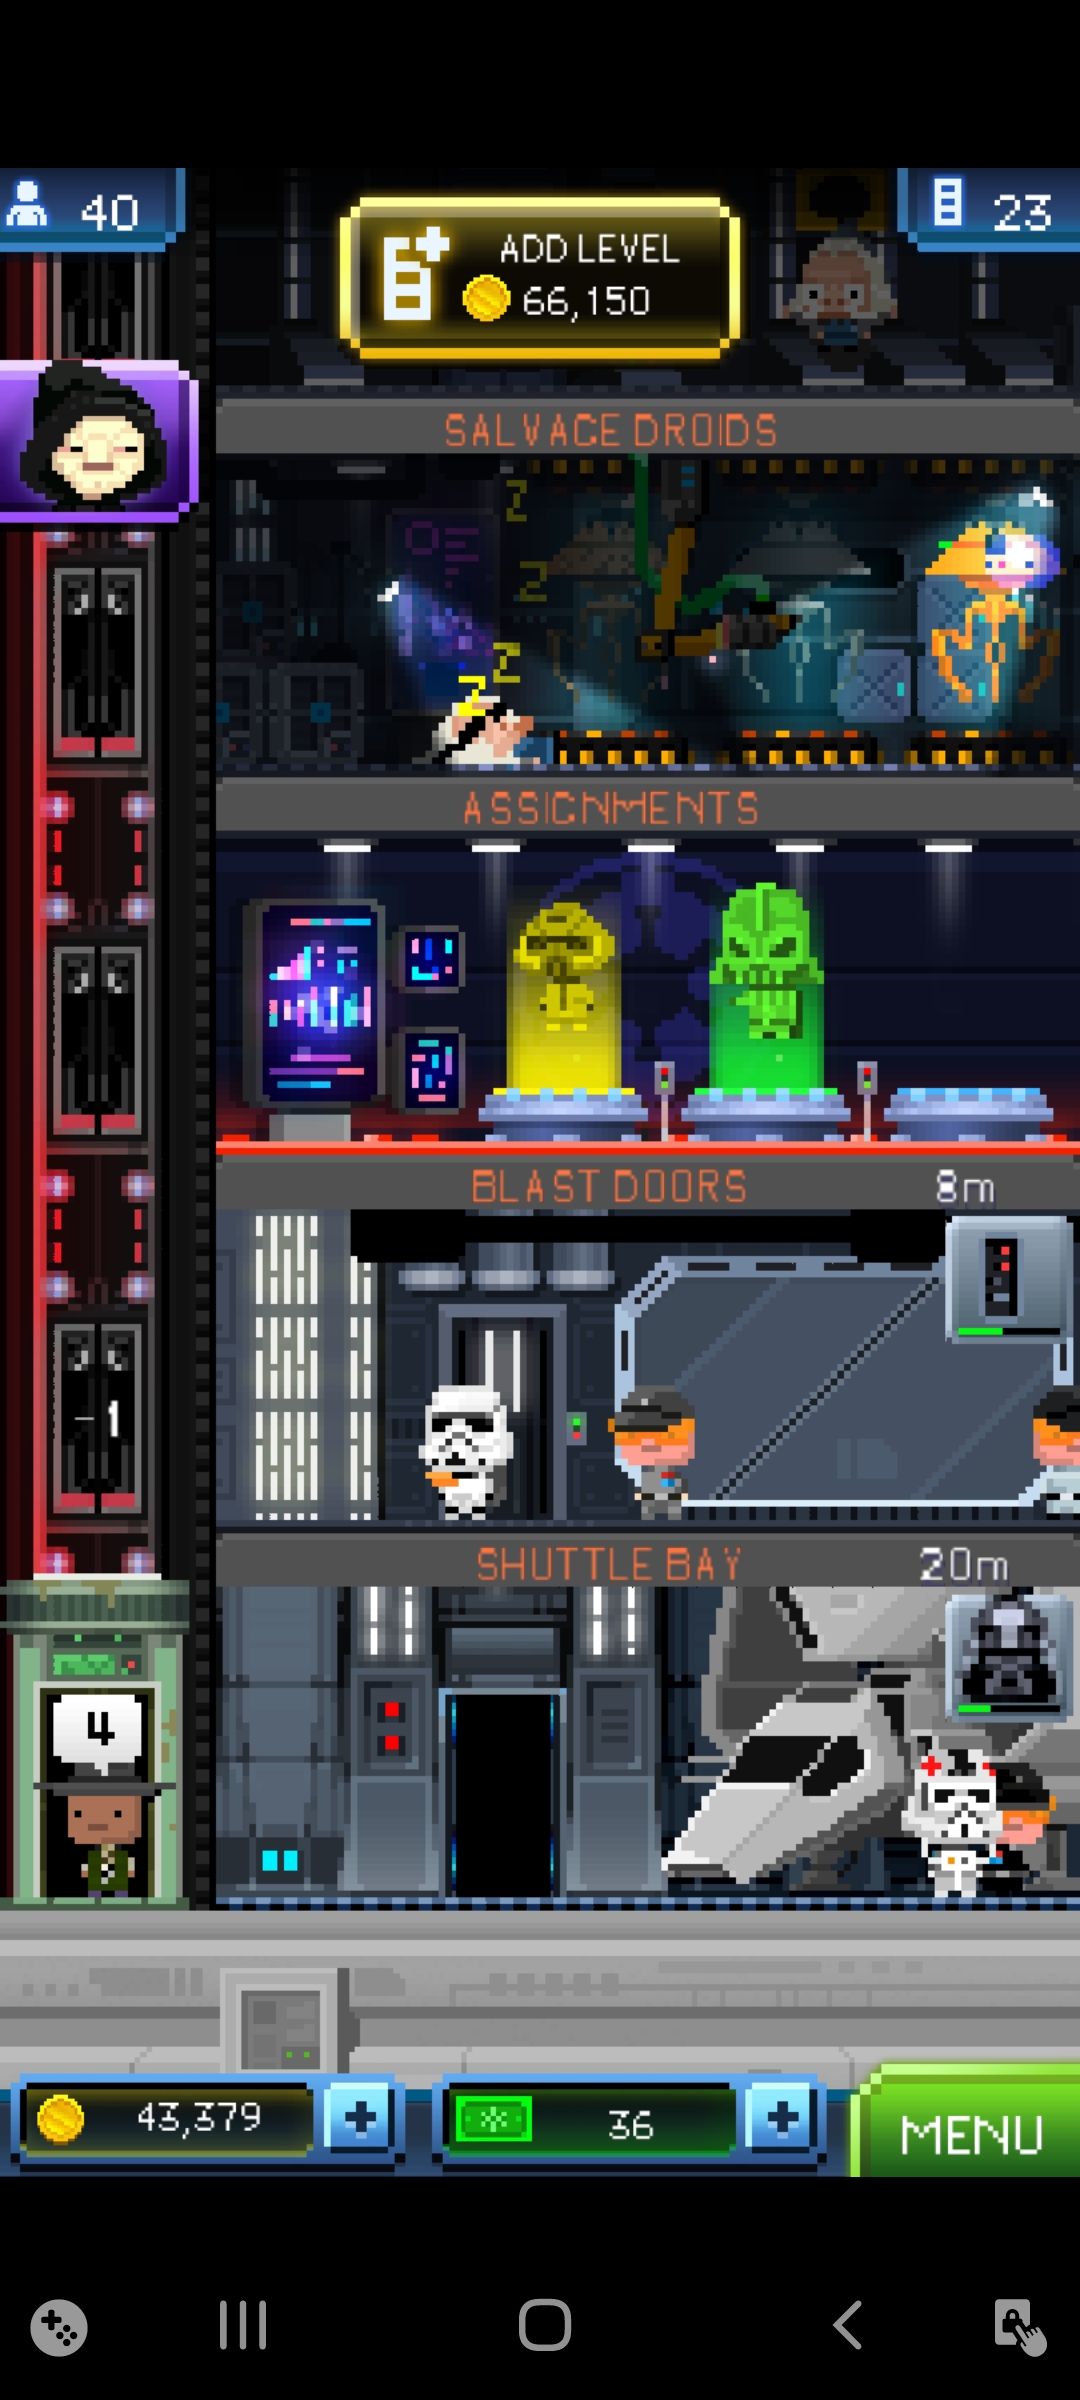 40
ADD LEVEL
66,150
23
SALVAGE DROIDS
Z
Z
Z
Z
ASSIGNMENTS
BLAST DOORS 8m
-1
SHUTTLE BAY 20m
4
43,379
36
MENU